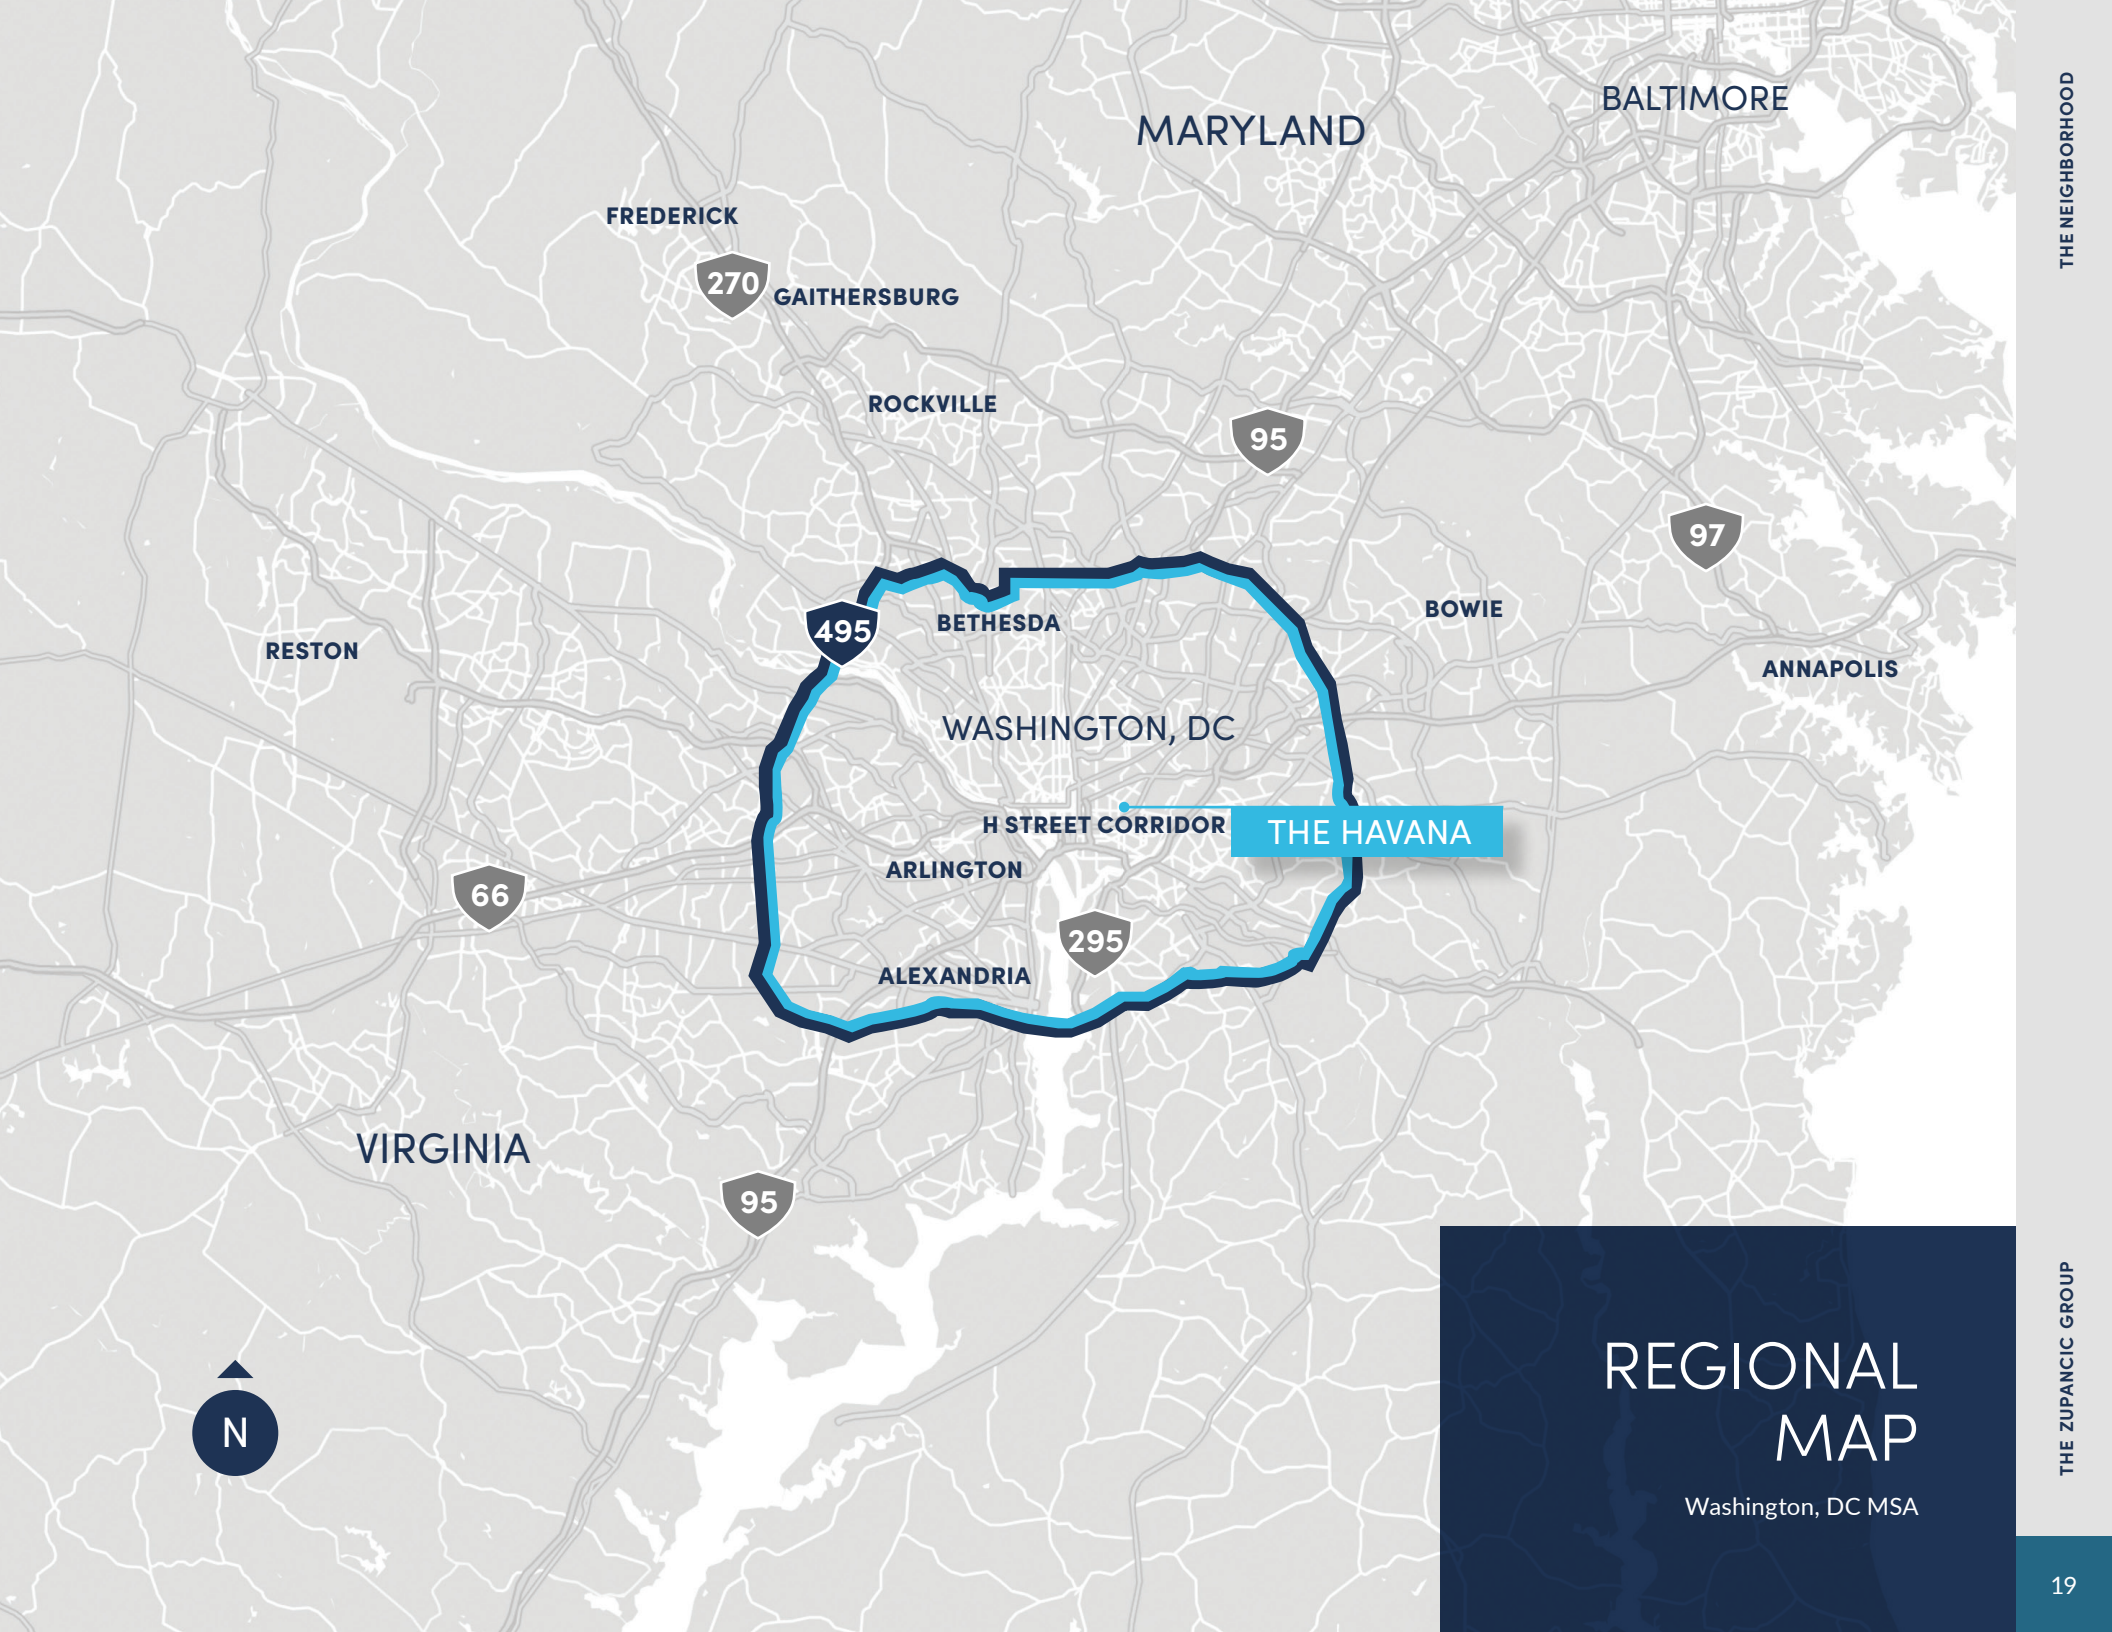 BALTIMORE
MARYLAND
FREDERICK
270
GAITHERSBURG
ROCKVILLE
95
97
BOWIE
495
BETHESDA
RESTON
ANNAPOLIS
WASHINGTON, DC
H STREET CORRIDOR
THE HAVANA
ARLINGTON
66
295
ALEXANDRIA
VIRGINIA
95
N
REGIONAL
MAP
Washington, DC MSA
THE NEIGHBORHOOD
THE ZUPANCIC GROUP
19